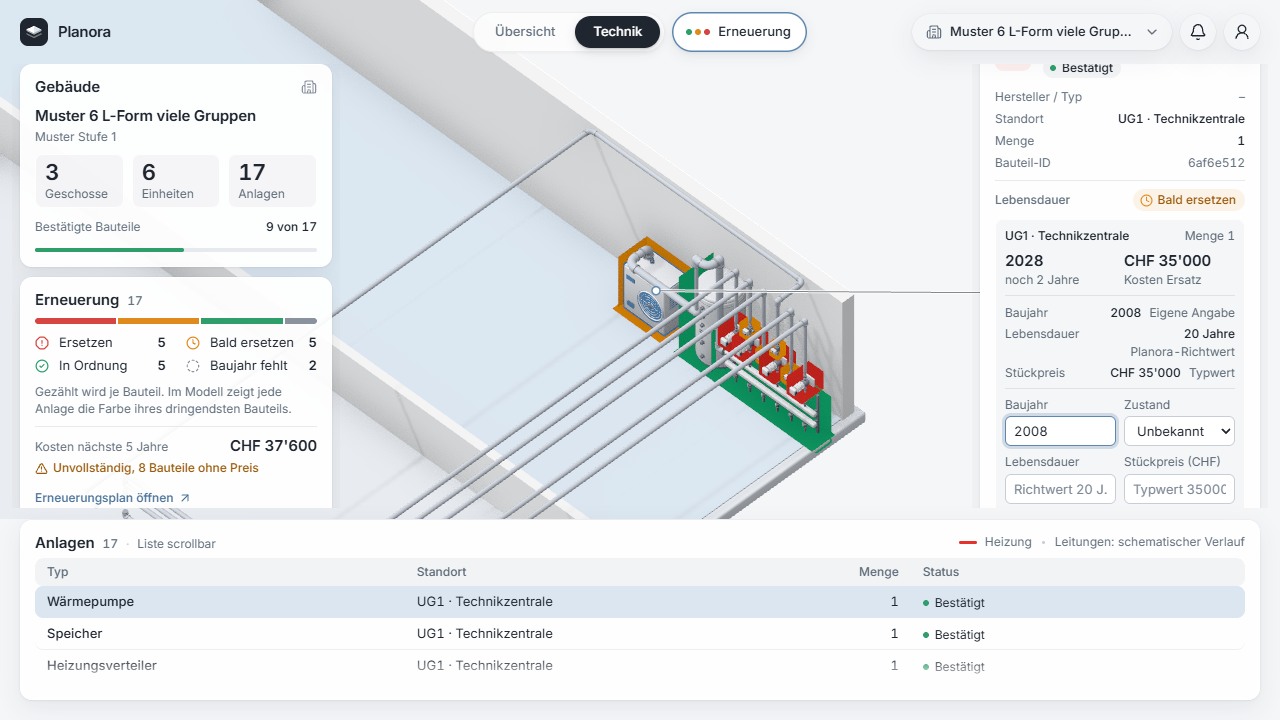 Planora
Übersicht
Technik
Erneuerung
Muster 6 L-Form viele Grup...
Gebäude
Muster 6 L-Form viele Gruppen
Muster Stufe 1
3
Geschosse
6
Einheiten
17
Anlagen
Bestätigte Bauteile 9 von 17
Erneuerung 17
Ersetzen 5
Bald ersetzen 5
In Ordnung 5
Baujahr fehlt 2
Gezählt wird je Bauteil. Im Modell zeigt jede
Anlage die Farbe ihres dringendsten Bauteils.
Kosten nächste 5 Jahre CHF 37'600
Unvollständig, 8 Bauteile ohne Preis
Erneuerungsplan öffnen
Bestätigt
Hersteller / Typ –
Standort UG1 · Technikzentrale
Menge 1
Bauteil-ID 6af6e512
Lebensdauer Bald ersetzen
UG1 · Technikzentrale Menge 1
2028 CHF 35'000
noch 2 Jahre Kosten Ersatz
Baujahr 2008 Eigene Angabe
Lebensdauer 20 Jahre
Planora-Richtwert
Stückpreis CHF 35'000 Typwert
Baujahr Zustand
2008 Unbekannt
Lebensdauer Stückpreis (CHF)
Richtwert 20 J. Typwert 35000
Anlagen 17 · Liste scrollbar
Heizung · Leitungen: schematischer Verlauf
Typ Standort Menge Status
Wärmepumpe UG1 · Technikzentrale 1 Bestätigt
Speicher UG1 · Technikzentrale 1 Bestätigt
Heizungsverteiler UG1 · Technikzentrale 1 Bestätigt